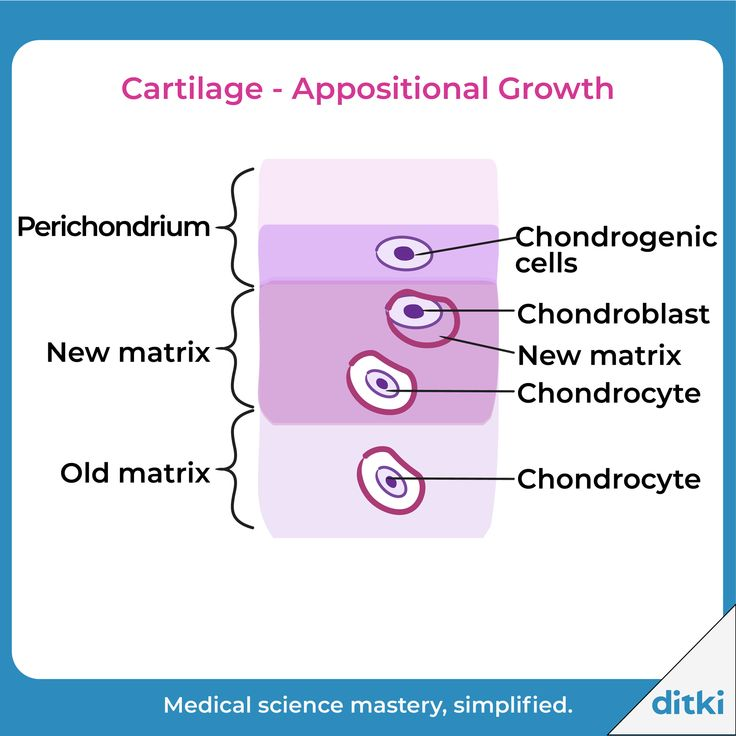 Cartilage - Appositional Growth
Perichondrium
Chondrogenic
cells
New matrix
Chondroblast
New matrix
Chondrocyte
Old matrix
Chondrocyte
Medical science mastery, simplified.
ditki